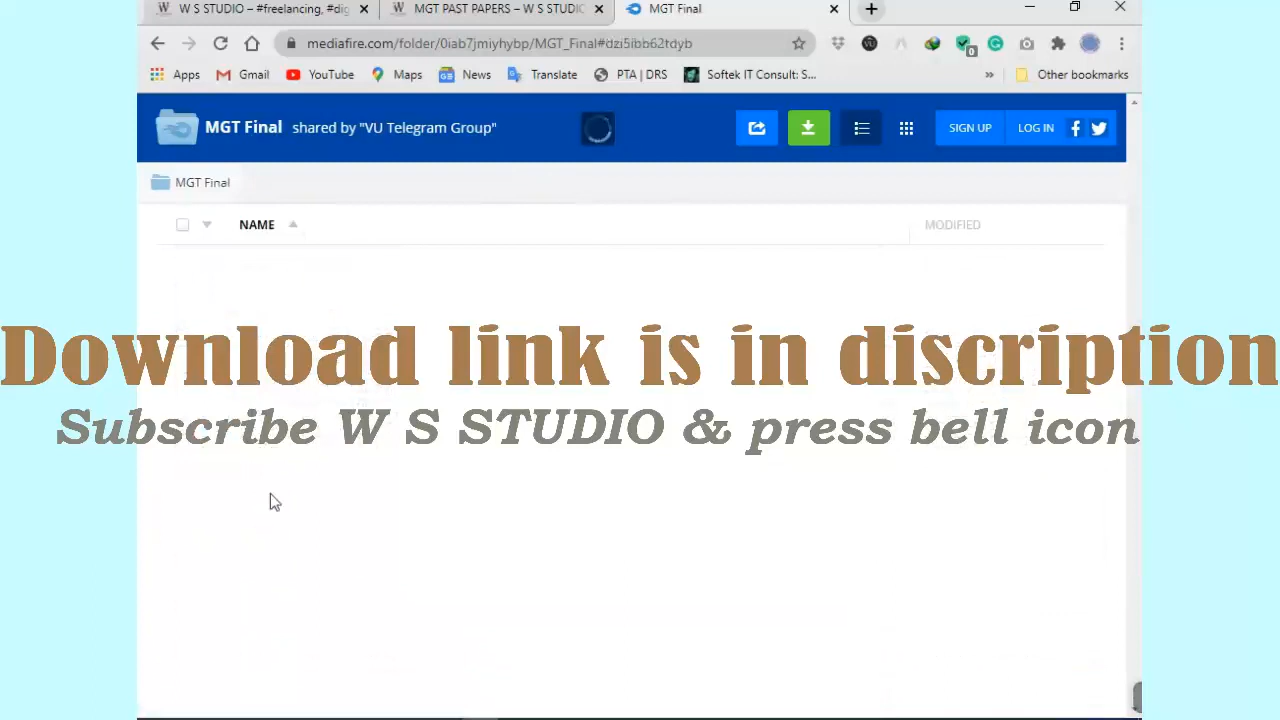 W S STUDIO – #freelancing, #dig
MGT PAST PAPERS – W S STUDIO
MGT Final
mediafire.com/folder/0iab7jmiyhybp/MGT_Final#dzi5ibb62tdyb
VU
0
Apps
Gmail
YouTube
Maps
News
Translate
PTA | DRS
Softek IT Consult: S...
»
Other bookmarks
MGT Final shared by "VU Telegram Group"
SIGN UP
LOG IN
MGT Final
NAME
MODIFIED
Download link is in discription
Subscribe W S STUDIO & press bell icon